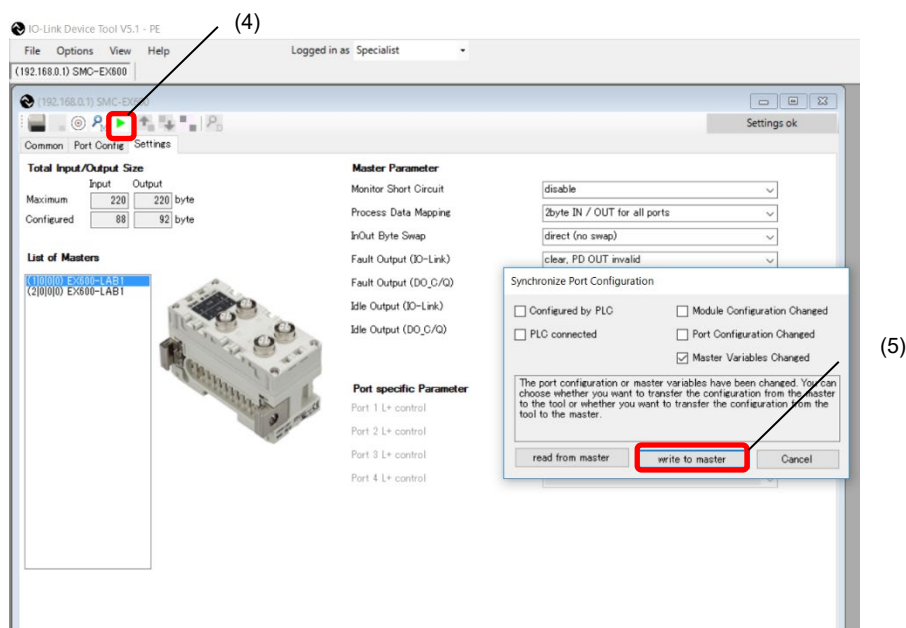 (4)
IO-Link Device Tool V5.1 - PE
File Options View Help Logged in as Specialist
(192.168.0.1) SMC-EX600
(192.168.0.1) SMC-EX600
Settings ok
Common Port Config Settings
Total Input/Output Size
Input Output
Maximum 220 220 byte
Configured 88 92 byte
List of Masters
(1|0|0|0) EX600-LAB1
(2|0|0|0) EX600-LAB1
Master Parameter
Monitor Short Circuit disable
Process Data Mapping 2byte IN / OUT for all ports
InOut Byte Swap direct (no swap)
Fault Output (IO-Link) clear, PD OUT invalid
Fault Output (DO_C/Q)
Idle Output (IO-Link)
Idle Output (DO_C/Q)
Port specific Parameter
Port 1 L+ control
Port 2 L+ control
Port 3 L+ control
Port 4 L+ control
Synchronize Port Configuration
Configured by PLC Module Configuration Changed
PLC connected Port Configuration Changed
Master Variables Changed
The port configuration or master variables have been changed. You can
choose whether you want to transfer the configuration from the master
to the tool or whether you want to transfer the configuration from the
tool to the master.
read from master write to master Cancel
(5)